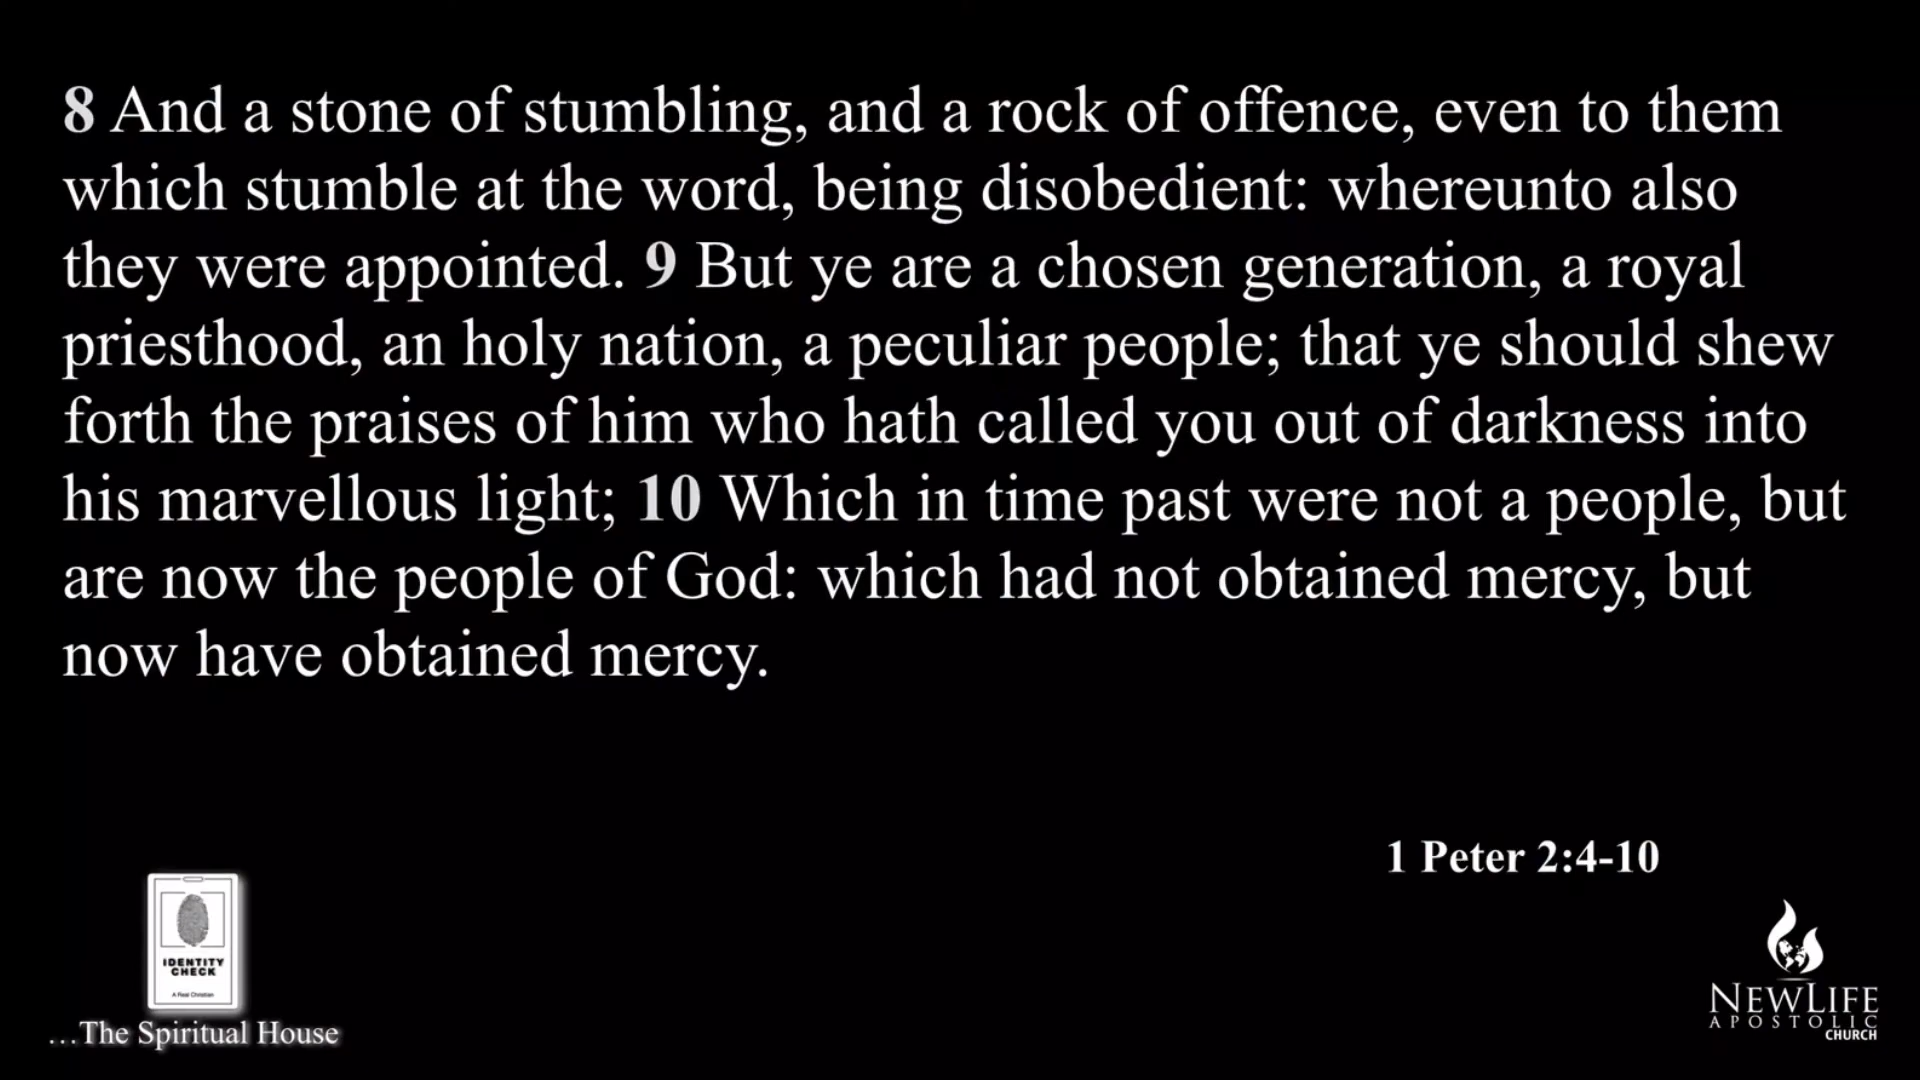 8 And a stone of stumbling, and a rock of offence, even to them
which stumble at the word, being disobedient: whereunto also
they were appointed. 9 But ye are a chosen generation, a royal
priesthood, an holy nation, a peculiar people; that ye should shew
forth the praises of him who hath called you out of darkness into
his marvellous light; 10 Which in time past were not a people, but
are now the people of God: which had not obtained mercy, but
now have obtained mercy.
1 Peter 2:4-10
IDENTITY
CHECK
A Real Christian
...The Spiritual House
NEWLIFE
APOSTOLIC
CHURCH